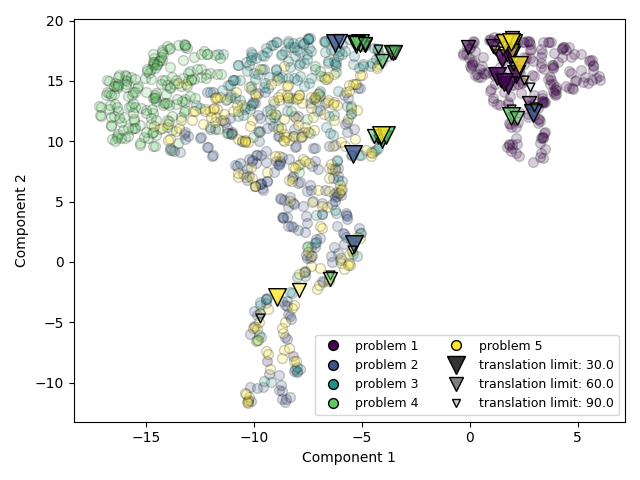 20
15
10
5
0
−5
−10
Component 2
−15
−10
−5
0
5
Component 1
problem 1
problem 2
problem 3
problem 4
problem 5
translation limit: 30.0
translation limit: 60.0
translation limit: 90.0